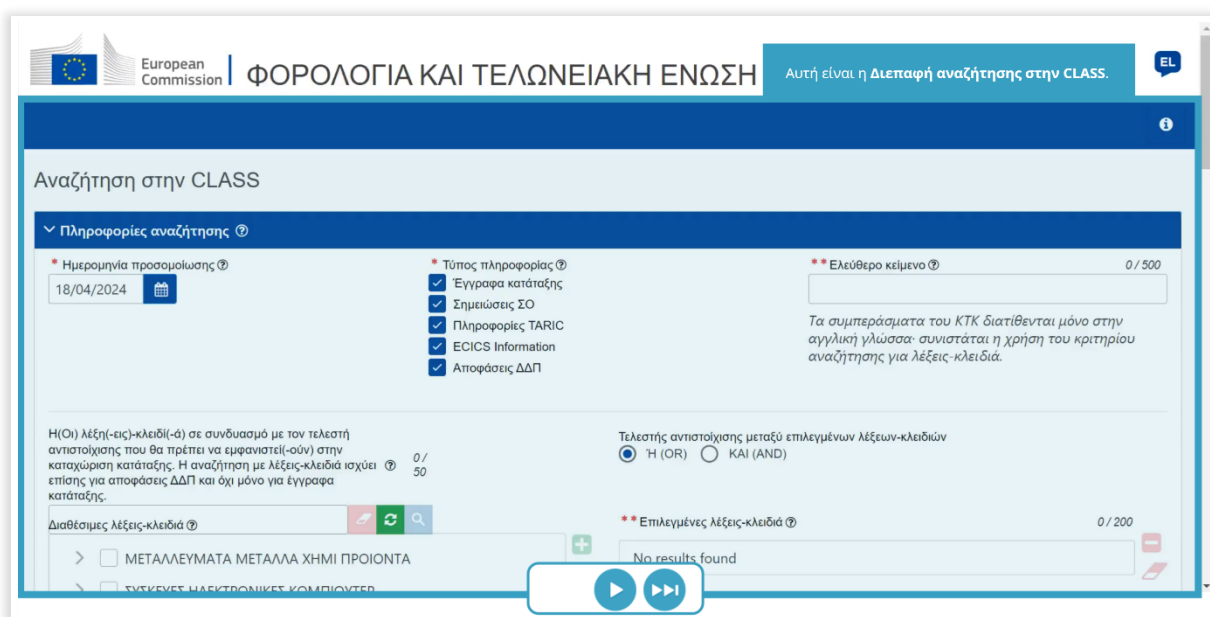 European
Commission
ΦΟΡΟΛΟΓΙΑ ΚΑΙ ΤΕΛΩΝΕΙΑΚΗ ΕΝΩΣΗ
Αυτή είναι η Διεπαφή αναζήτησης στην CLASS.
EL
Αναζήτηση στην CLASS
Πληροφορίες αναζήτησης
* Ημερομηνία προσομοίωσης
18/04/2024
* Τύπος πληροφορίας
Έγγραφα κατάταξης
Σημειώσεις ΣΟ
Πληροφορίες TARIC
ECICS Information
Αποφάσεις ΔΔΠ
** Ελεύθερο κείμενο
0 / 500
Τα συμπεράσματα του ΚΤΚ διατίθενται μόνο στην
αγγλική γλώσσα· συνιστάται η χρήση του κριτηρίου
αναζήτησης για λέξεις-κλειδιά.
Η(Οι) λέξη(-εις)-κλειδί(-ά) σε συνδυασμό με τον τελεστή
αντιστοίχισης που θα πρέπει να εμφανιστεί(-ούν) στην
καταχώριση κατάταξης. Η αναζήτηση με λέξεις-κλειδιά ισχύει
επίσης για αποφάσεις ΔΔΠ και όχι μόνο για έγγραφα
κατάταξης.
0 /
50
Τελεστής αντιστοίχισης μεταξύ επιλεγμένων λέξεων-κλειδιών
Ή (OR)
ΚΑΙ (AND)
Διαθέσιμες λέξεις-κλειδιά
** Επιλεγμένες λέξεις-κλειδιά
0 / 200
ΜΕΤΑΛΛΕΥΜΑΤΑ ΜΕΤΑΛΛΑ ΧΗΜΙ ΠΡΟΙΟΝΤΑ
No results found
ΣΥΣΚΕΥΕΣ ΗΛΕΚΤΡΟΝΙΚΕΣ ΚΟΜΠΙΟΥΤΕΡ